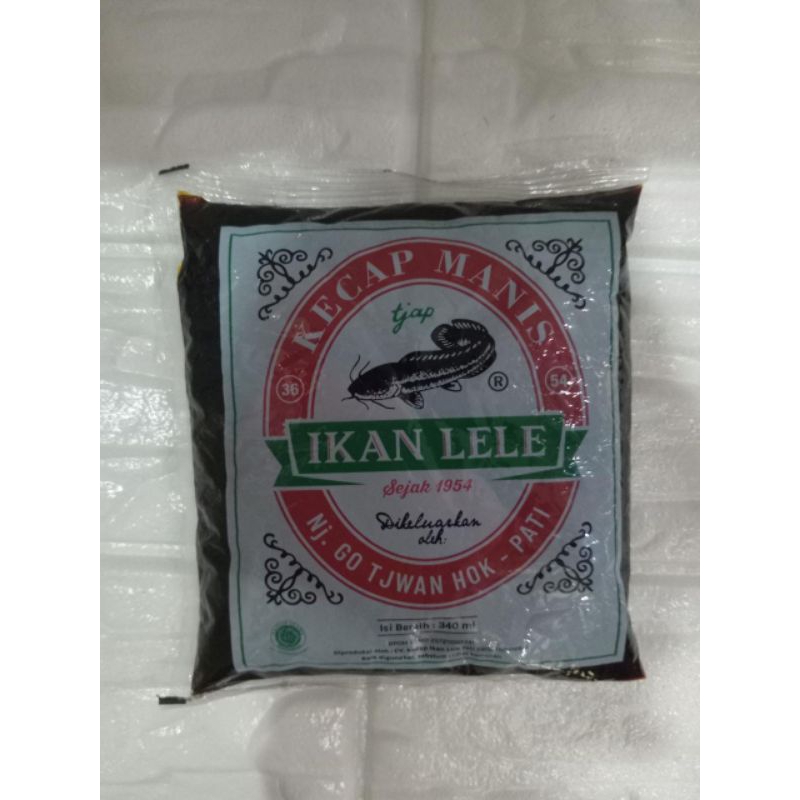 KECAP MANIS
tjap
®
36
54
IKAN LELE
Sejak 1954
Dikeluarkan
oleh:
Nj. GO TJWAN HOK - PATI
Isi Bersih : 340 ml